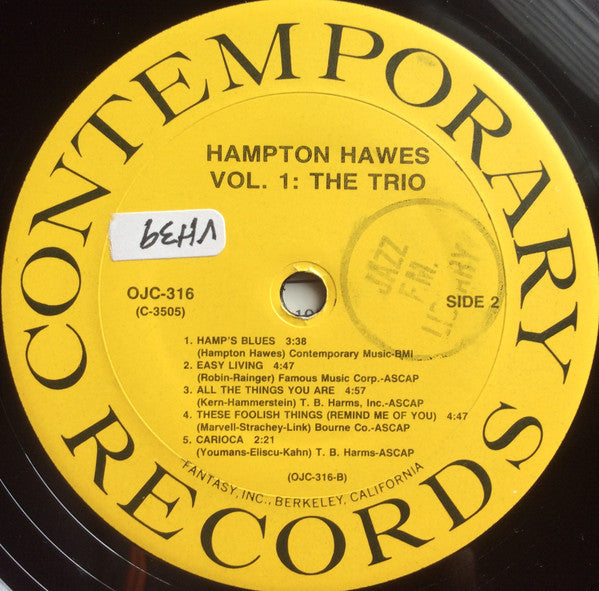 CONTEMPORARY
RECORDS
HAMPTON HAWES
VOL. 1: THE TRIO
VH39
JAZZ
F.M.
LIBRARY
OJC-316
(C-3505)
SIDE 2
1. HAMP'S BLUES 3:38
(Hampton Hawes) Contemporary Music-BMI
2. EASY LIVING 4:47
(Robin-Rainger) Famous Music Corp.-ASCAP
3. ALL THE THINGS YOU ARE 4:57
(Kern-Hammerstein) T. B. Harms, Inc.-ASCAP
4. THESE FOOLISH THINGS (REMIND ME OF YOU) 4:47
(Marvell-Strachey-Link) Bourne Co.-ASCAP
5. CARIOCA 2:21
(Youmans-Eliscu-Kahn) T. B. Harms-ASCAP
(OJC-316-B)
FANTASY, INC., BERKELEY, CALIFORNIA